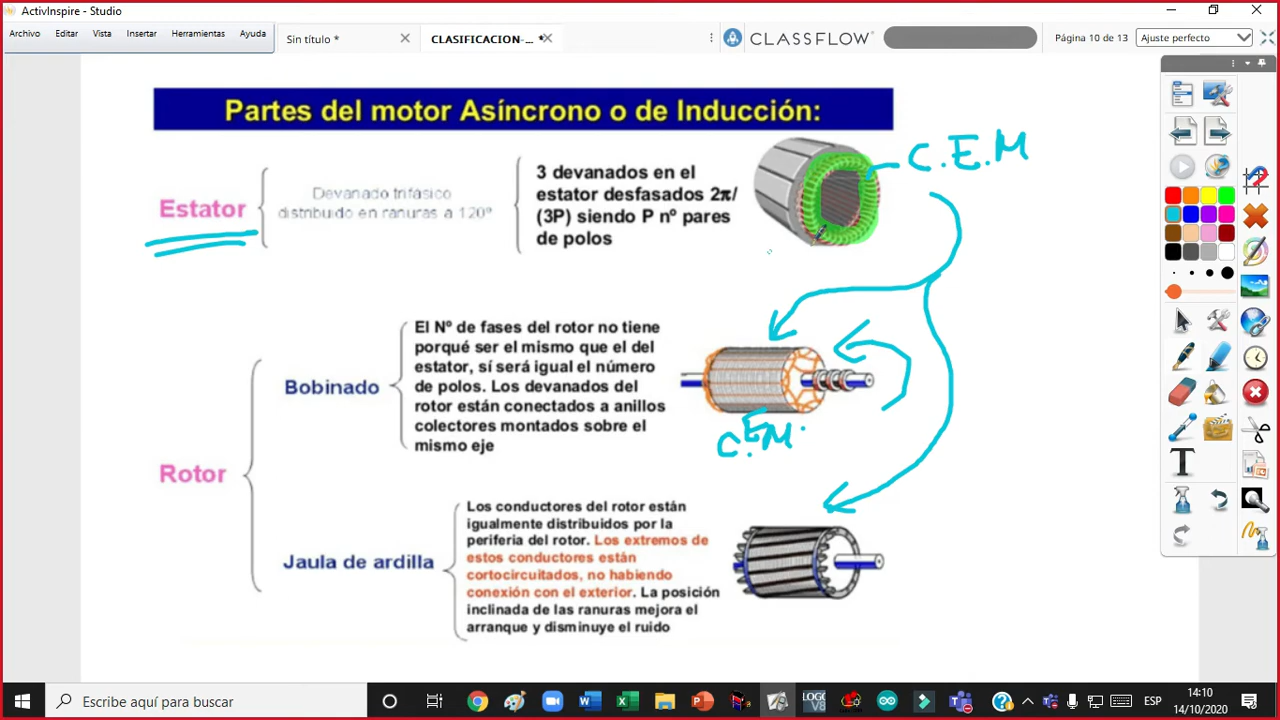 ActivInspire - Studio
Archivo Editar Vista Insertar Herramientas Ayuda
Sin título *
CLASIFICACION-... *
CLASSFLOW
Página 10 de 13
Ajuste perfecto
Partes del motor Asíncrono o de Inducción:
Estator
Devanado trifásico
distribuido en ranuras a 120º
3 devanados en el
estator desfasados 2π/
(3P) siendo P nº pares
de polos
C.E.M
Rotor
Bobinado
El Nº de fases del rotor no tiene
porqué ser el mismo que el del
estator, sí será igual el número
de polos. Los devanados del
rotor están conectados a anillos
colectores montados sobre el
mismo eje
C.E.M.
Jaula de ardilla
Los conductores del rotor están
igualmente distribuidos por la
periferia del rotor. Los extremos de
estos conductores están
cortocircuitados, no habiendo
conexión con el exterior. La posición
inclinada de las ranuras mejora el
arranque y disminuye el ruido
Escribe aquí para buscar
ESP
14:10
14/10/2020